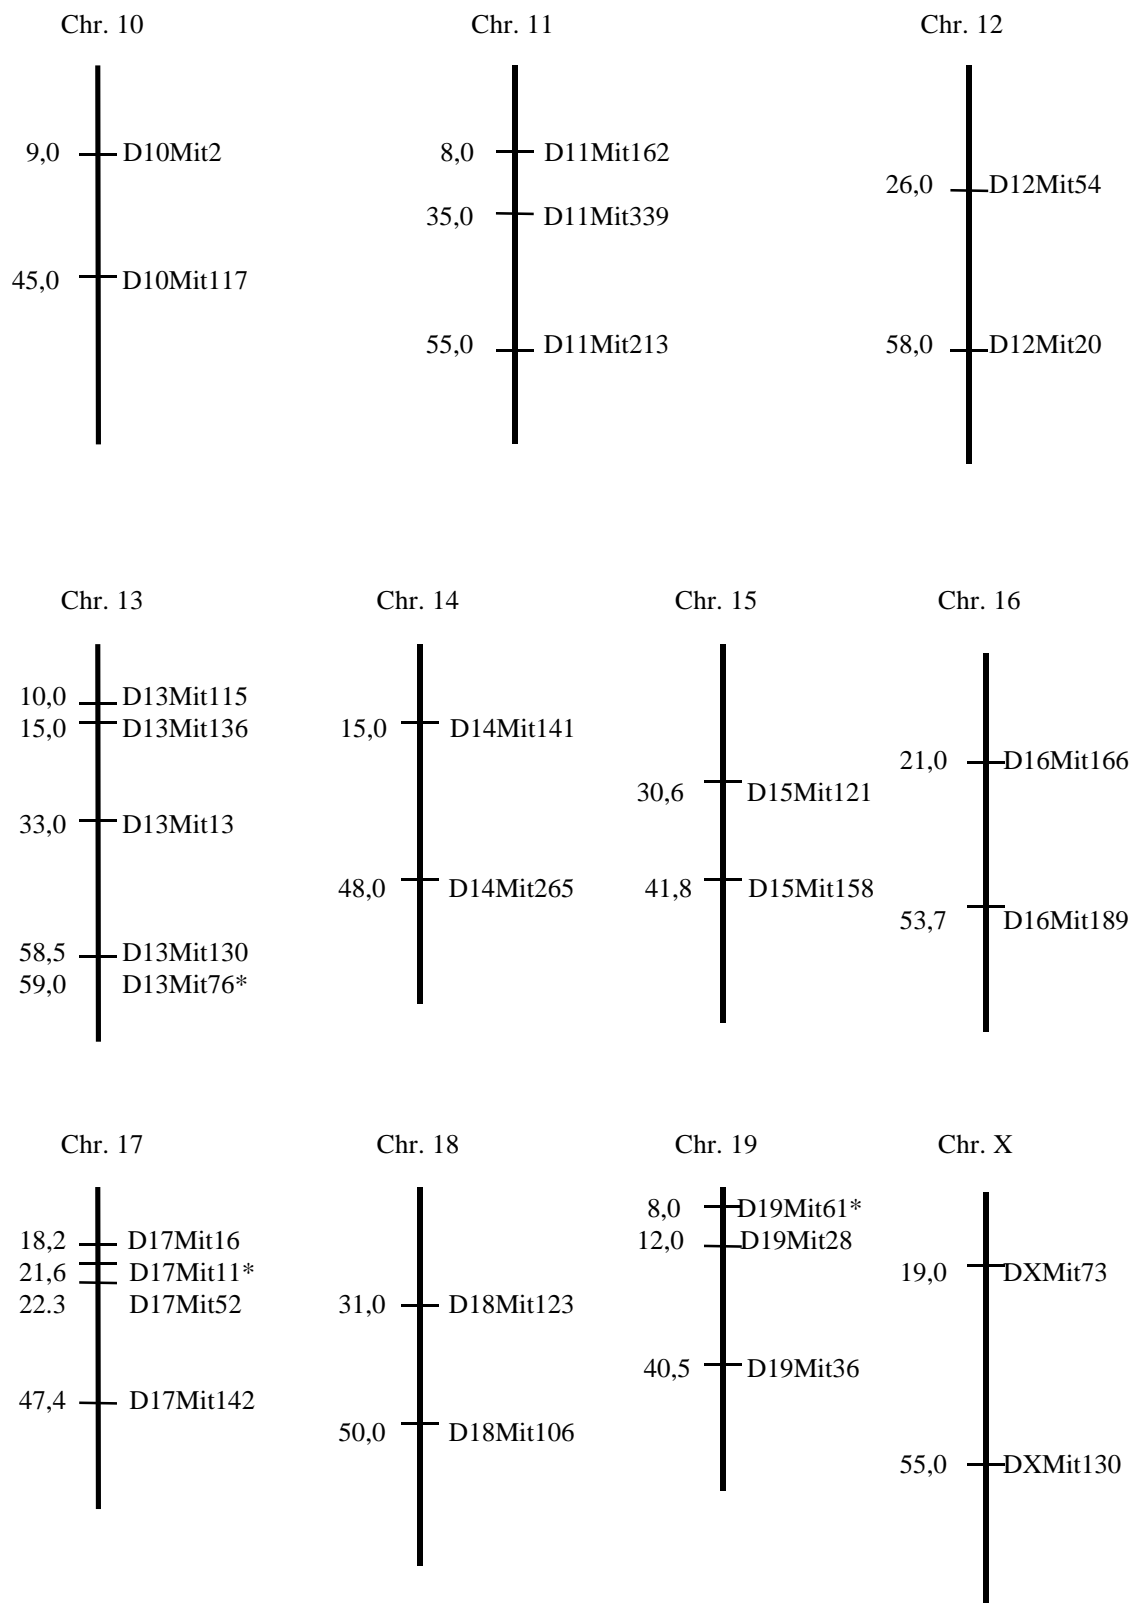 Chr. 10 Chr. 11 Chr. 12
9,0 D10Mit2 8,0 D11Mit162
26,0 D12Mit54
35,0 D11Mit339
45,0 D10Mit117
55,0 D11Mit213 58,0 D12Mit20
Chr. 13 Chr. 14 Chr. 15 Chr. 16
10,0 D13Mit115
15,0 D13Mit136 15,0 D14Mit141
21,0 D16Mit166
30,6 D15Mit121
33,0 D13Mit13
48,0 D14Mit265 41,8 D15Mit158
53,7 D16Mit189
58,5 D13Mit130
59,0 D13Mit76*
Chr. 17 Chr. 18 Chr. 19 Chr. X
8,0 D19Mit61*
18,2 D17Mit16 12,0 D19Mit28
21,6 D17Mit11* 19,0 DXMit73
22.3 D17Mit52 31,0 D18Mit123
40,5 D19Mit36
47,4 D17Mit142
50,0 D18Mit106
55,0 DXMit130